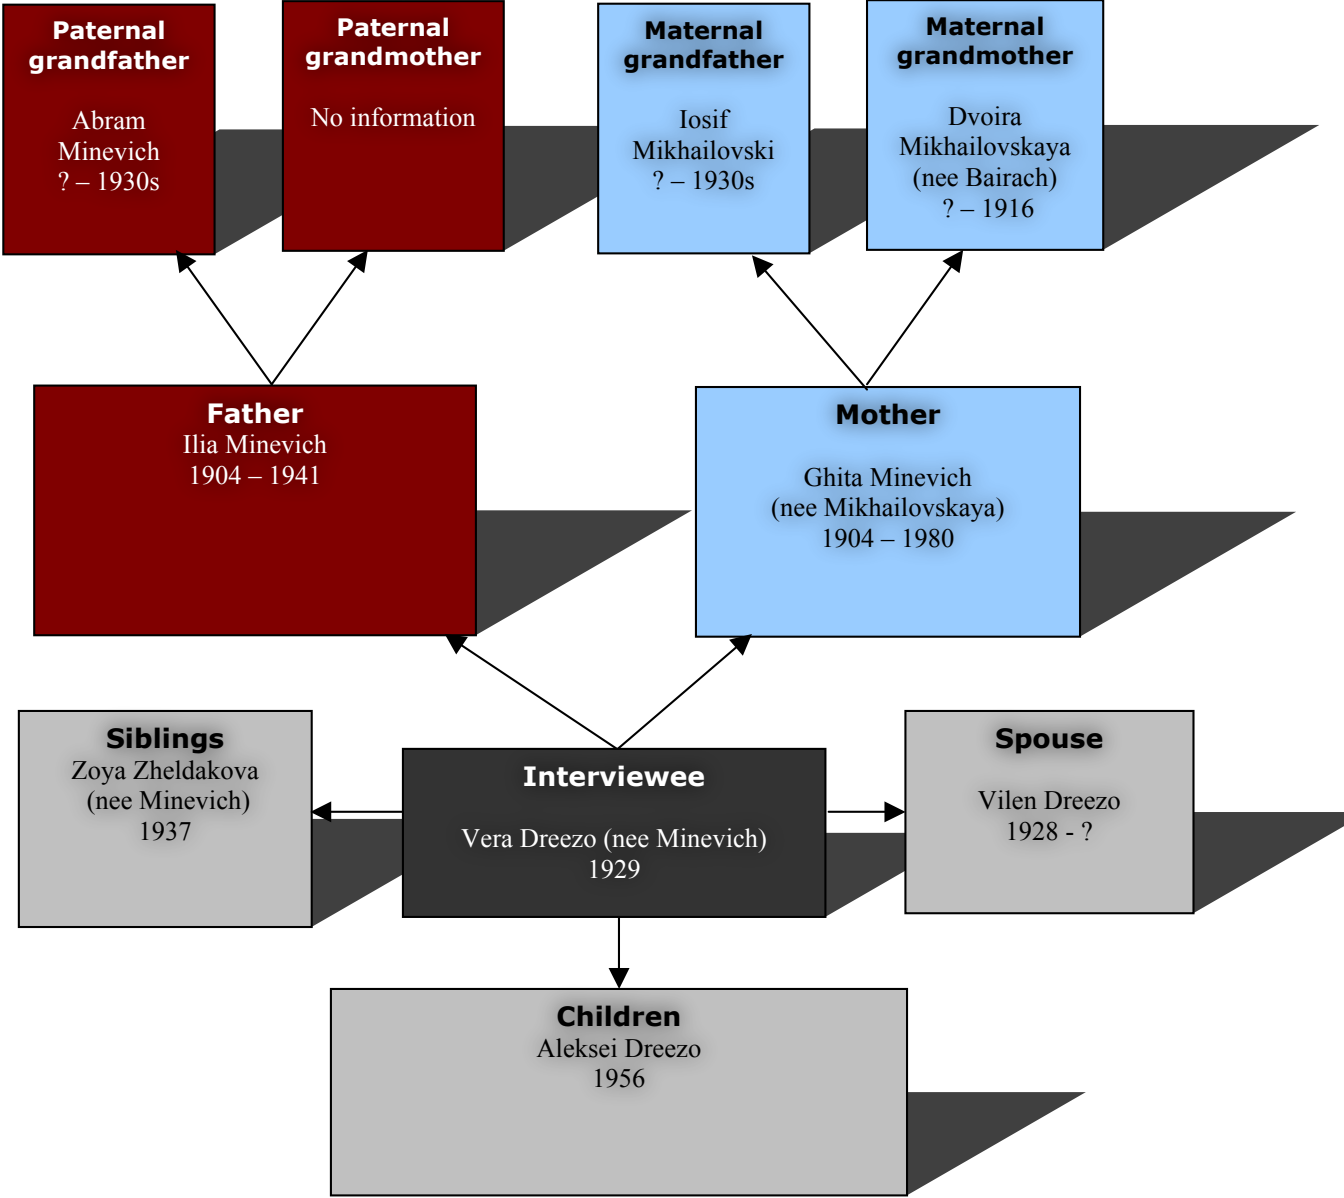 Paternal
grandfather
Abram
Minevich
? – 1930s
Paternal
grandmother
No information
Maternal
grandfather
Iosif
Mikhailovski
? – 1930s
Maternal
grandmother
Dvoira
Mikhailovskaya
(nee Bairach)
? – 1916
Father
Ilia Minevich
1904 – 1941
Mother
Ghita Minevich
(nee Mikhailovskaya)
1904 – 1980
Siblings
Zoya Zheldakova
(nee Minevich)
1937
Interviewee
Vera Dreezo (nee Minevich)
1929
Spouse
Vilen Dreezo
1928 - ?
Children
Aleksei Dreezo
1956